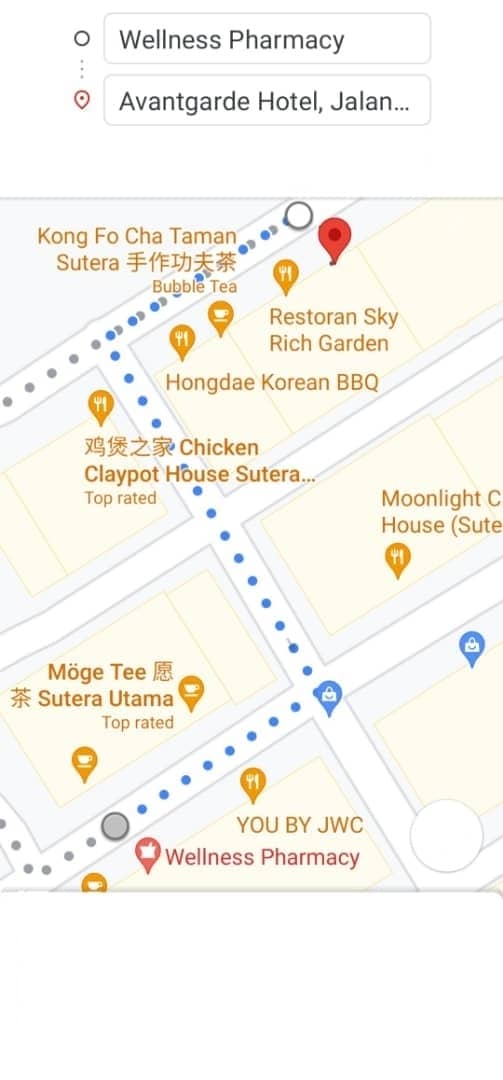 Wellness Pharmacy
Avantgarde Hotel, Jalan...
Kong Fo Cha Taman
Sutera 手作功夫茶
Bubble Tea
Restoran Sky
Rich Garden
Hongdae Korean BBQ
鸡煲之家 Chicken
Claypot House Sutera...
Top rated
Moonlight C
House (Sute
Möge Tee 愿
茶 Sutera Utama
Top rated
YOU BY JWC
Wellness Pharmacy